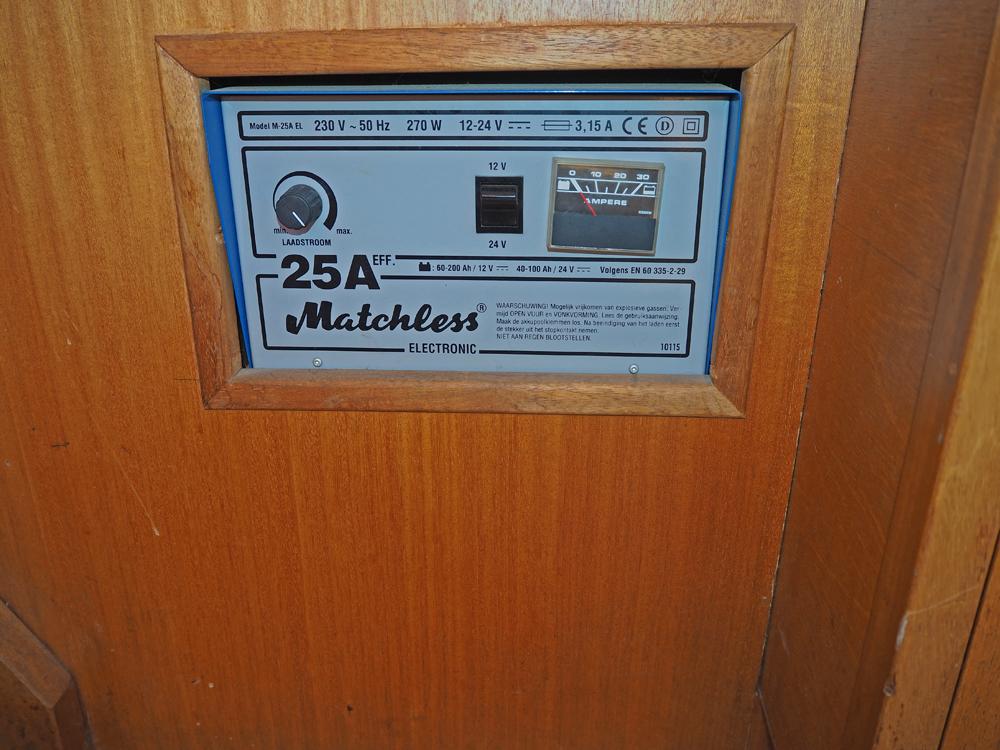 Model M-25A EL 230 V ~ 50 Hz 270 W 12-24 V 3,15 A CE D
12 V
0 10 20 30
AMPERE
min. max.
LAADSTROOM
24 V
25A EFF. : 60-200 Ah / 12 V 40-100 Ah / 24 V Volgens EN 60 335-2-29
Matchless®
ELECTRONIC
WAARSCHUWING! Mogelijk vrijkomen van explosieve gassen. Ver
mijd OPEN VUUR en VONKVORMING. Lees de gebruiksaanwijzing.
Maak de akkupoolklemmen los. Na beeindiging van het laden eerst
de stekker uit het stopkontakt nemen.
NIET AAN REGEN BLOOTSTELLEN.
10115